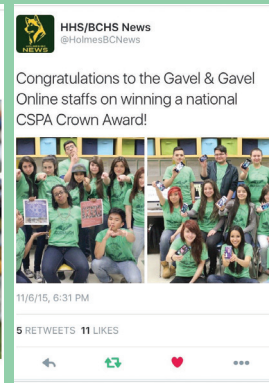 HHS/BCHS News
@HolmesBCNews
NEWS
Congratulations to the Gavel & Gavel
Online staffs on winning a national
CSPA Crown Award!
11/6/15, 6:31 PM
5 RETWEETS 11 LIKES